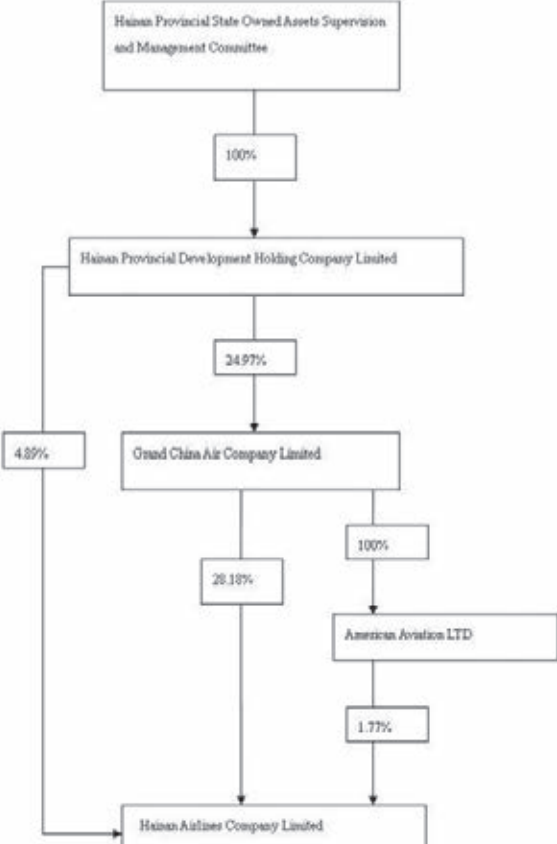 Hainan Provincial State Owned Assets Supervision
and Management Committee
100%
Hainan Provincial Development Holding Company Limited
24.97%
4.89%
Grand China Air Company Limited
100%
28.18%
American Aviation LTD
1.77%
Hainan Airlines Company Limited